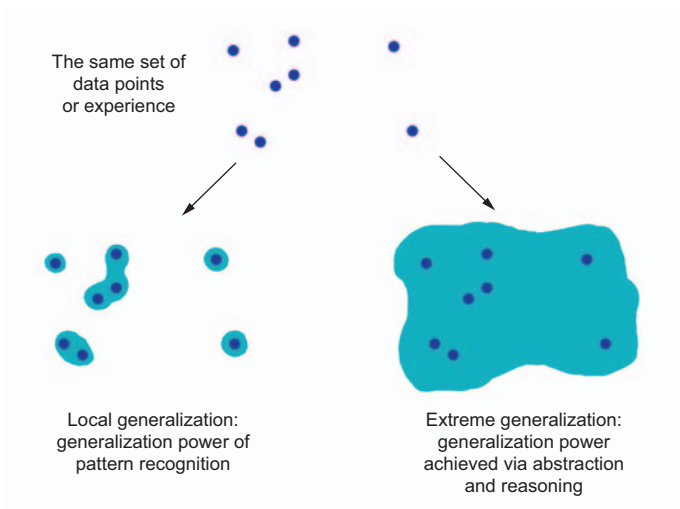 The same set of
data points
or experience
Local generalization:
generalization power of
pattern recognition
Extreme generalization:
generalization power
achieved via abstraction
and reasoning